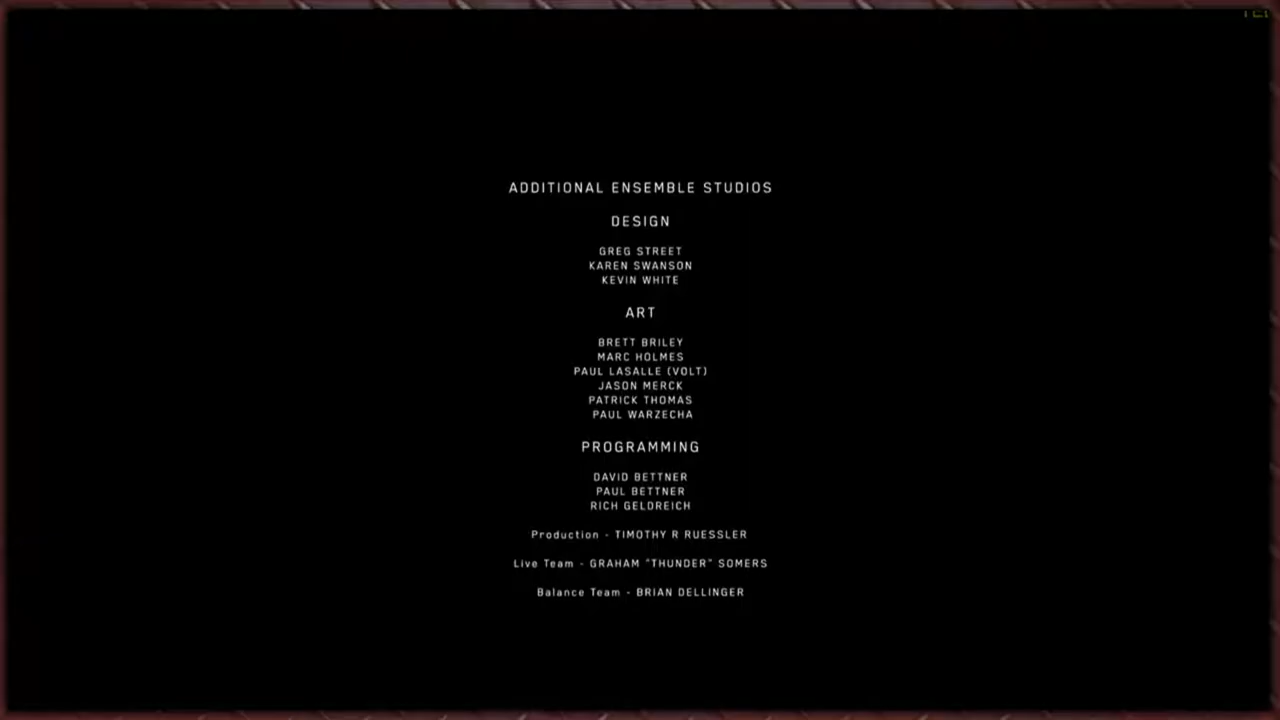 ADDITIONAL ENSEMBLE STUDIOS
DESIGN
GREG STREET
KAREN SWANSON
KEVIN WHITE
ART
BRETT BRILEY
MARC HOLMES
PAUL LASALLE (VOLT)
JASON MERCK
PATRICK THOMAS
PAUL WARZECHA
PROGRAMMING
DAVID BETTNER
PAUL BETTNER
RICH GELDREICH
Production - TIMOTHY R RUESSLER
Live Team - GRAHAM "THUNDER" SOMERS
Balance Team - BRIAN DELLINGER